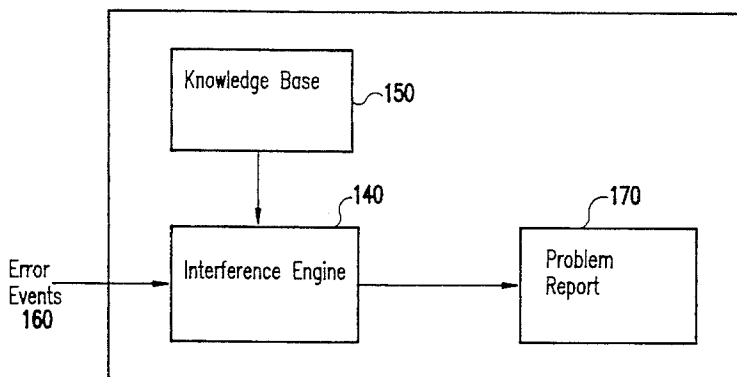 Knowledge Base
150
140
170
Interference Engine
Problem
Report
Error
Events
160